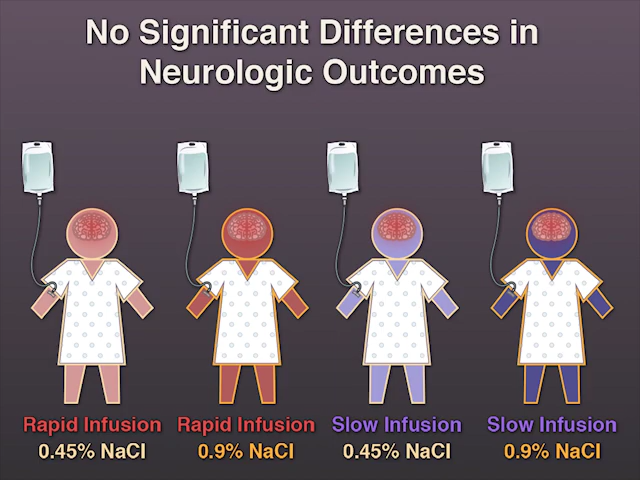 No Significant Differences in
Neurologic Outcomes
Rapid Infusion
0.45% NaCl
Rapid Infusion
0.9% NaCl
Slow Infusion
0.45% NaCl
Slow Infusion
0.9% NaCl